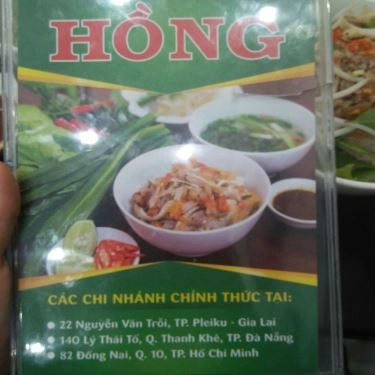 HỒNG
CÁC CHI NHÁNH CHÍNH THỨC TẠI:
22 Nguyễn Văn Trỗi, TP. Pleiku - Gia Lai
140 Lý Thái Tổ, Q. Thanh Khê, TP. Đà Nẵng
82 Đồng Nai, Q. 10, TP. Hồ Chí Minh